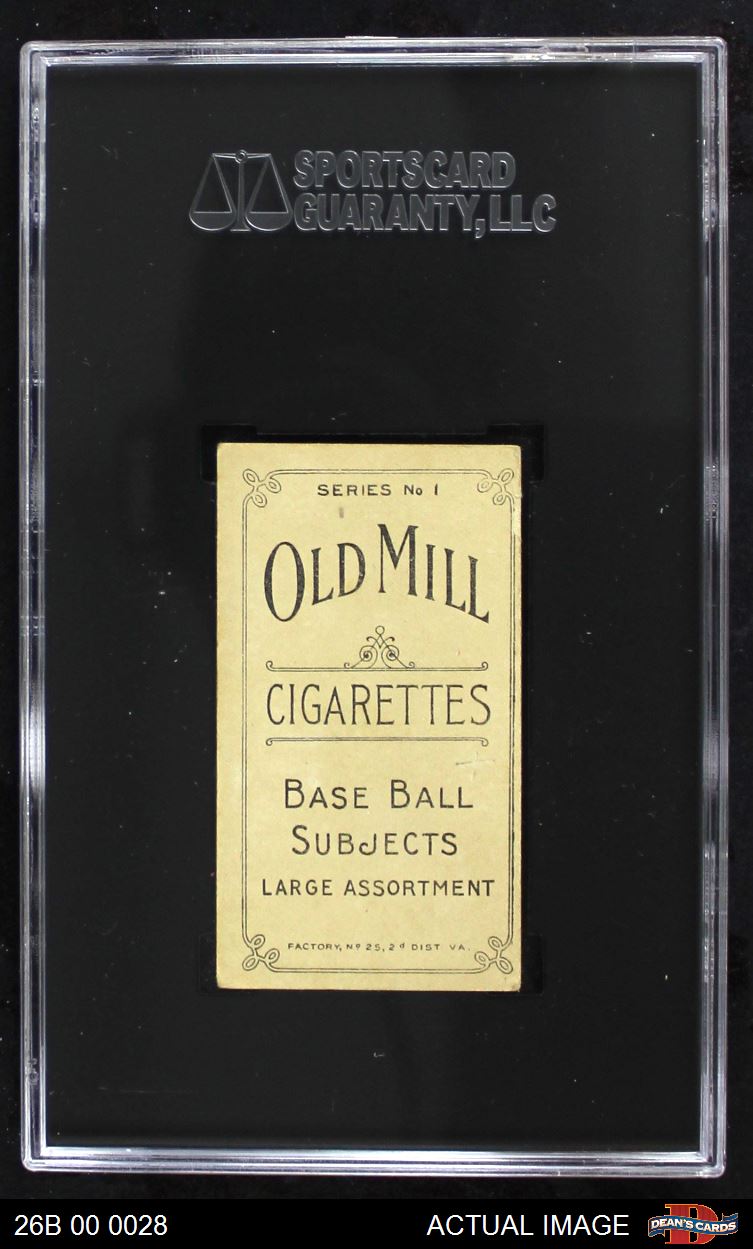 SPORTSCARD
GUARANTY, LLC
SERIES No 1
OLD MILL
CIGARETTES
BASE BALL
SUBJECTS
LARGE ASSORTMENT
FACTORY, Nº 25, 2d DIST VA.
26B 00 0028
ACTUAL IMAGE
D
DEAN'S CARDS